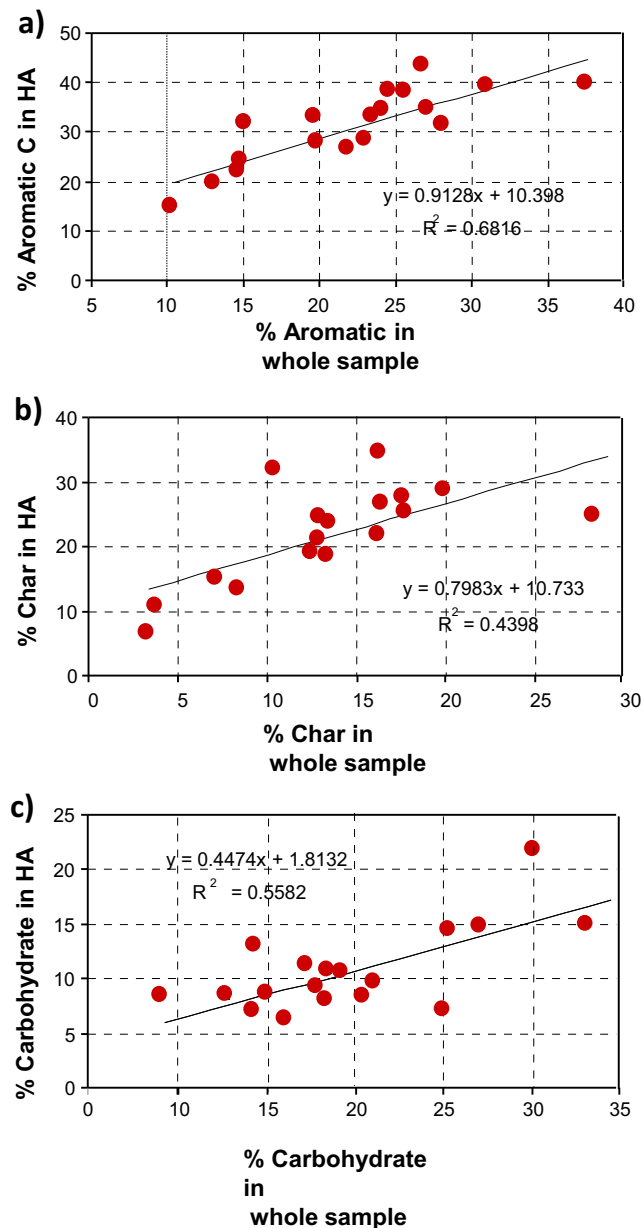 a)
50
40
30
20
10
0
% Aromatic C in HA
y = 0.9128x + 10.398
R² = 0.6816
5 10 15 20 25 30 35 40
% Aromatic in
whole sample
b)
40
30
20
10
0
% Char in HA
y = 0.7983x + 10.733
R² = 0.4398
0 10 15 20 30
% Char in
whole sample
c)
25
20
15
10
5
0
% Carbohydrate in HA
y = 0.4474x + 1.8132
R² = 0.5582
0 10 15 20 25 30 35
% Carbohydrate
in
whole sample